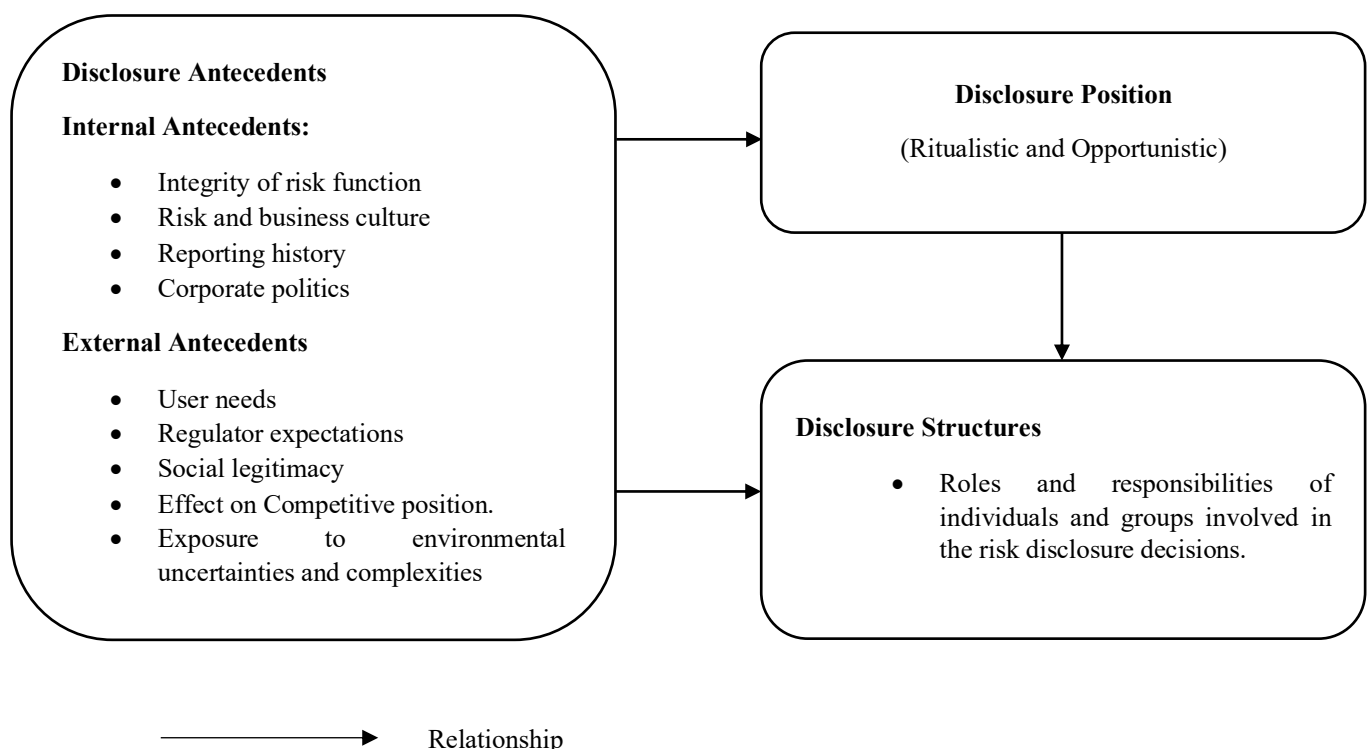 Disclosure Antecedents
Internal Antecedents:
• Integrity of risk function
• Risk and business culture
• Reporting history
• Corporate politics
External Antecedents
• User needs
• Regulator expectations
• Social legitimacy
• Effect on Competitive position.
• Exposure to environmental
uncertainties and complexities
Disclosure Position
(Ritualistic and Opportunistic)
Disclosure Structures
• Roles and responsibilities of
individuals and groups involved in
the risk disclosure decisions.
Relationship